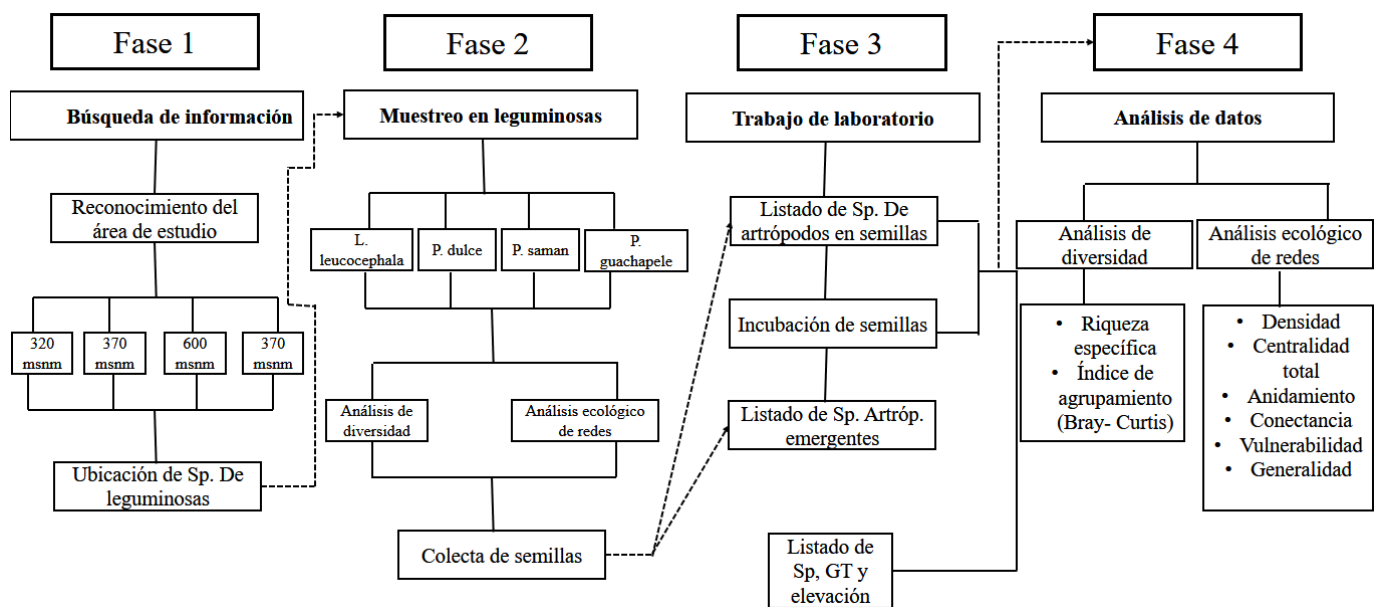 Fase 1
Búsqueda de información
Reconocimiento del
área de estudio
320
msnm
370
msnm
600
msnm
370
msnm
Ubicación de Sp. De
leguminosas
Fase 2
Muestreo en leguminosas
L.
leucocephala
P. dulce
P. saman
P.
guachapele
Análisis de
diversidad
Análisis ecológico
de redes
Colecta de semillas
Fase 3
Trabajo de laboratorio
Listado de Sp. De
artrópodos en semillas
Incubación de semillas
Listado de Sp. Artróp.
emergentes
Listado de
Sp, GT y
elevación
Fase 4
Análisis de datos
Análisis de
diversidad
• Riqueza
específica
• Índice de
agrupamiento
(Bray- Curtis)
Análisis ecológico
de redes
• Densidad
• Centralidad
total
• Anidamiento
• Conectancia
• Vulnerabilidad
• Generalidad